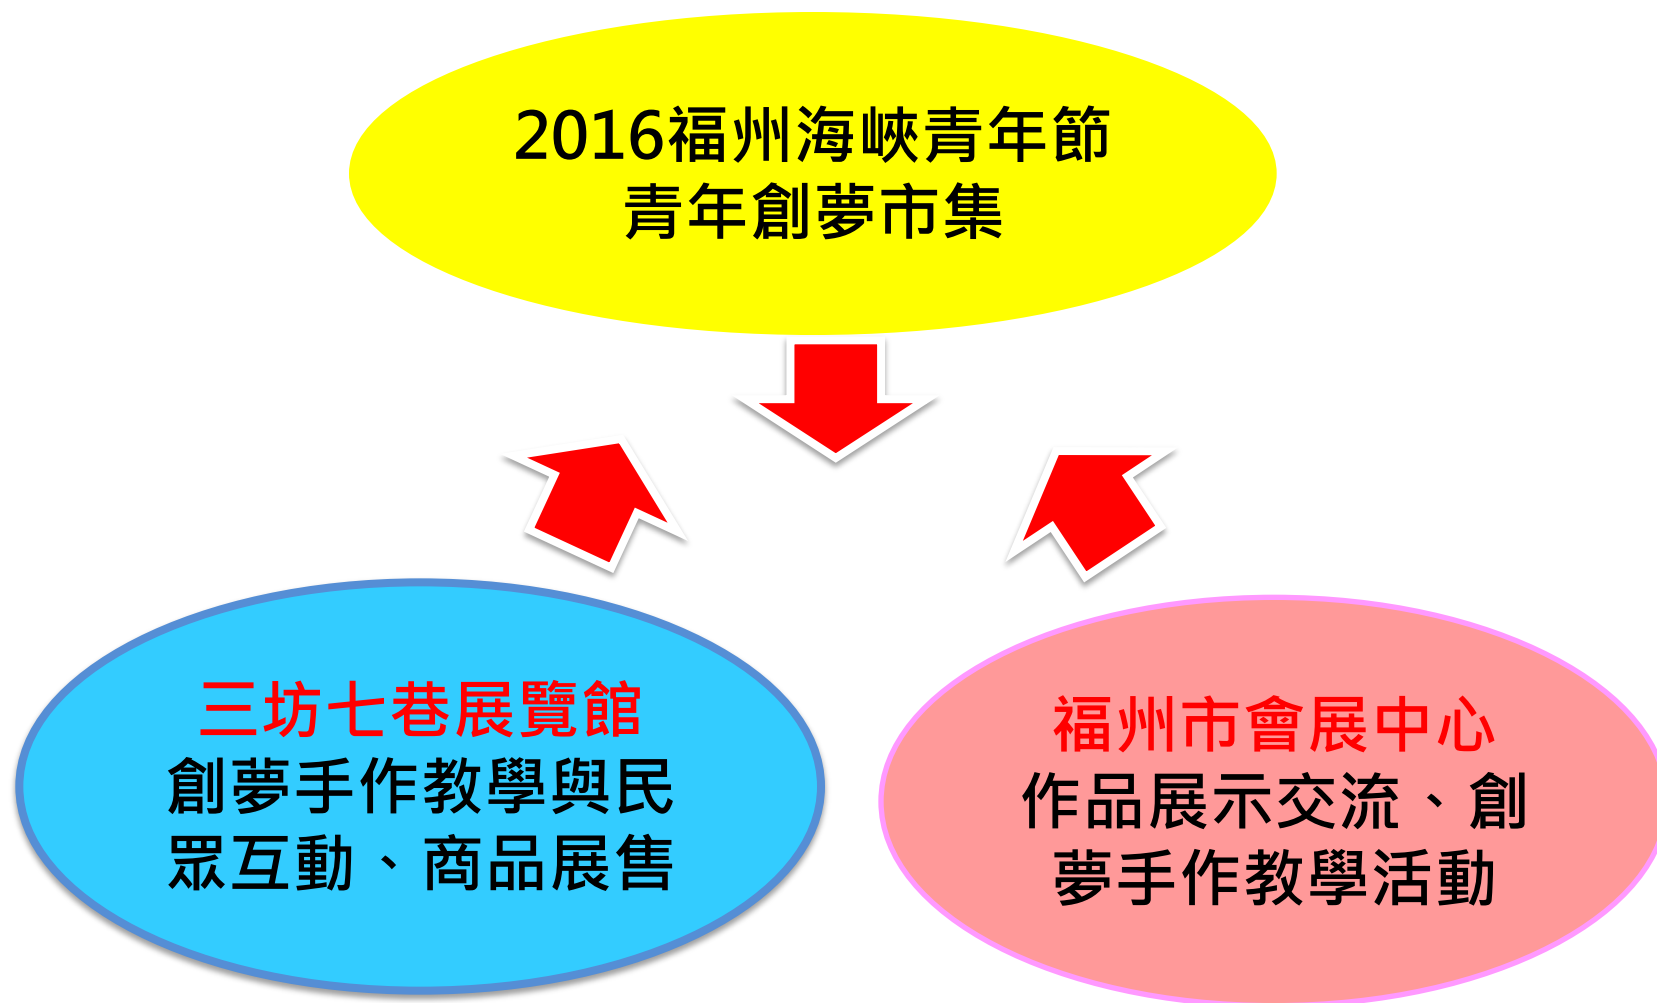 2016福州海峽青年節
青年創夢市集
三坊七巷展覽館
創夢手作教學與民
眾互動、商品展售
福州市會展中心
作品展示交流、創
夢手作教學活動